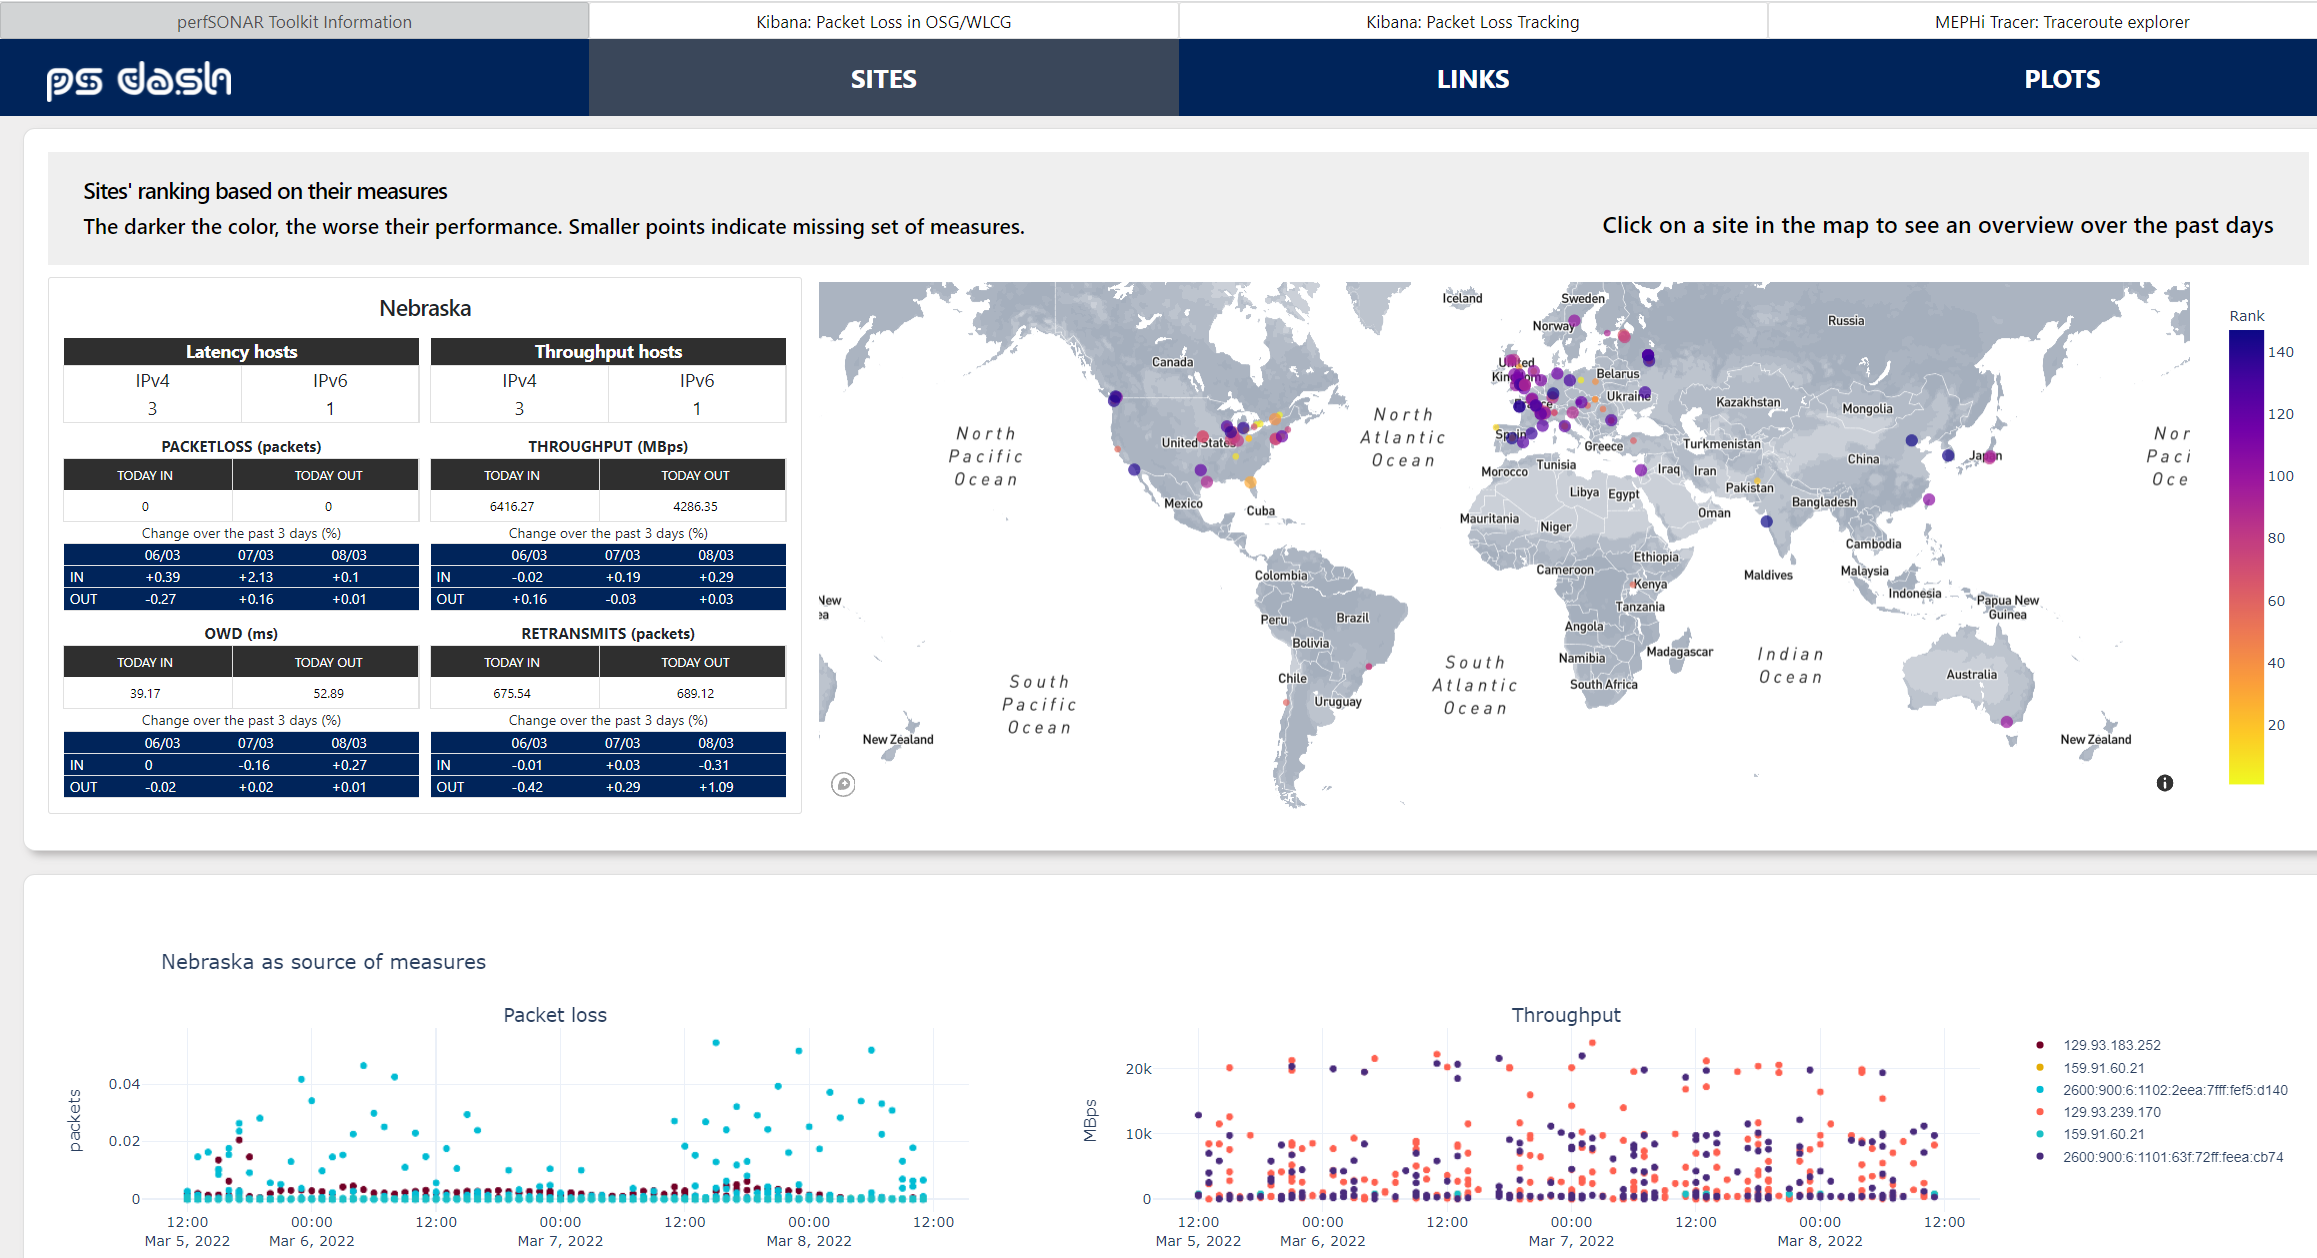 perfSONAR Toolkit Information
Kibana: Packet Loss in OSG/WLCG
Kibana: Packet Loss Tracking
MEPHi Tracer: Traceroute explorer
ps dash
SITES
LINKS
PLOTS
Sites' ranking based on their measures
The darker the color, the worse their performance. Smaller points indicate missing set of measures.
Click on a site in the map to see an overview over the past days
Nebraska
Latency hosts
IPv4 IPv6
3 1
Throughput hosts
IPv4 IPv6
3 1
PACKETLOSS (packets)
TODAY IN TODAY OUT
0 0
Change over the past 3 days (%)
06/03 07/03 08/03
IN +0.39 +2.13 +0.1
OUT -0.27 +0.16 +0.01
THROUGHPUT (MBps)
TODAY IN TODAY OUT
6416.27 4286.35
Change over the past 3 days (%)
06/03 07/03 08/03
IN -0.02 +0.19 +0.29
OUT +0.16 -0.03 +0.03
OWD (ms)
TODAY IN TODAY OUT
39.17 52.89
Change over the past 3 days (%)
06/03 07/03 08/03
IN 0 -0.16 +0.27
OUT -0.02 +0.02 +0.01
RETRANSMITS (packets)
TODAY IN TODAY OUT
675.54 689.12
Change over the past 3 days (%)
06/03 07/03 08/03
IN -0.01 +0.03 -0.31
OUT -0.42 +0.29 +1.09
Iceland
Sweden
Norway
Russia
Canada
United
Kingdom
Belarus
Ukraine
Kazakhstan
Mongolia
North
Pacific
Ocean
United States
North
Atlantic
Ocean
Spain
Greece
Turkmenistan
China
Japan
Nor
Paci
Oce
Morocco
Tunisia
Iraq
Iran
Pakistan
Mexico
Cuba
Libya
Egypt
Bangladesh
Mauritania
Niger
Oman
Cambodia
Colombia
Cameroon
Ethiopia
Kenya
Maldives
Malaysia
Indonesia
New
ea
Papua New
Guinea
Peru
Brazil
Tanzania
Angola
Bolivia
Madagascar
Namibia
Indian
Ocean
South
Pacific
Ocean
Chile
Uruguay
South
Atlantic
Ocean
South Africa
Australia
New Zealand
New Zealand
Rank
140
120
100
80
60
40
20
Nebraska as source of measures
Packet loss
packets
0.04
0.02
0
12:00 00:00 12:00 00:00 12:00 00:00 12:00
Mar 5, 2022 Mar 6, 2022 Mar 7, 2022 Mar 8, 2022
Throughput
MBps
20k
10k
0
12:00 00:00 12:00 00:00 12:00 00:00 12:00
Mar 5, 2022 Mar 6, 2022 Mar 7, 2022 Mar 8, 2022
129.93.183.252
159.91.60.21
2600:900:6:1102:2eea:7fff:fef5:d140
129.93.239.170
159.91.60.21
2600:900:6:1101:63f:72ff:feea:cb74